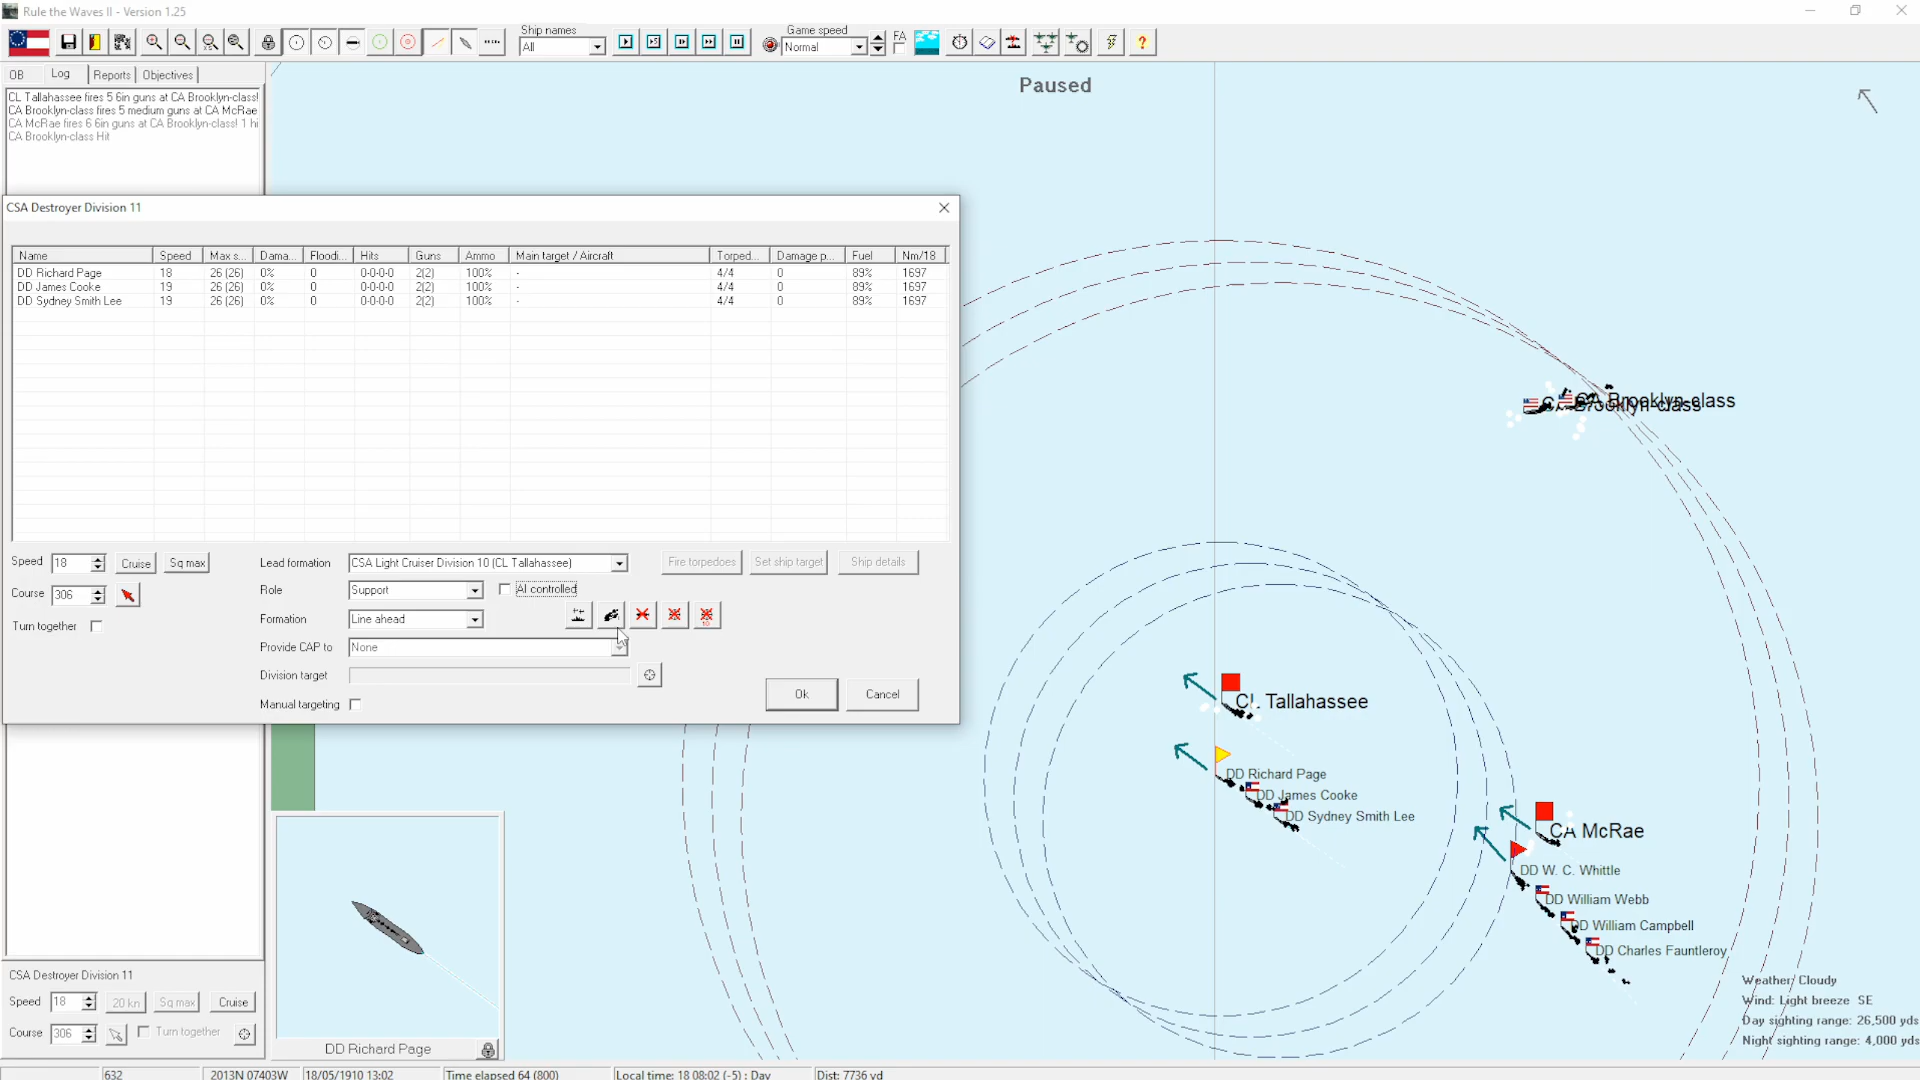 Rule the Waves II - Version 1.25
Ship names
All
Game speed
Normal
FA
OB Log Reports Objectives
Paused
CL Tallahassee fires 5 6in guns at CA Brooklyn-class!
CA Brooklyn-class fires 5 medium guns at CA McRae
CA McRae fires 6 6in guns at CA Brooklyn-class! 1 hi
CA Brooklyn-class Hit
CSA Destroyer Division 11
Name Speed Max s... Dama... Floodi... Hits Guns Ammo Main target / Aircraft Torped... Damage p... Fuel Nm/18
DD Richard Page 18 26 (26) 0% 0 0-0-0-0 2(2) 100% - 4/4 0 89% 1697
DD James Cooke 19 26 (26) 0% 0 0-0-0-0 2(2) 100% - 4/4 0 89% 1697
DD Sydney Smith Lee 19 26 (26) 0% 0 0-0-0-0 2(2) 100% - 4/4 0 89% 1697
Speed 18 Cruise Sq max
Lead formation CSA Light Cruiser Division 10 (CL Tallahassee)
Fire torpedoes Set ship target Ship details
Course 306
Role Support AI controlled
Turn together
Formation Line ahead
10
Provide CAP to None
Division target
Manual targeting
Ok Cancel
CA Brooklyn-class
CA Brooklyn-class
CL Tallahassee
DD Richard Page
DD James Cooke
DD Sydney Smith Lee
CA McRae
DD W. C. Whittle
DD William Webb
DD William Campbell
DD Charles Fauntleroy
Weather: Cloudy
Wind: Light breeze SE
Day sighting range: 26,500 yds
Night sighting range: 4,000 yds
CSA Destroyer Division 11
Speed 18 20 kn Sq max Cruise
Course 306 Turn together
DD Richard Page
632 2013N 07403W 18/05/1910 13:02 Time elapsed 64 (800) Local time: 18 08:02 (-5) : Day Dist: 7736 yd